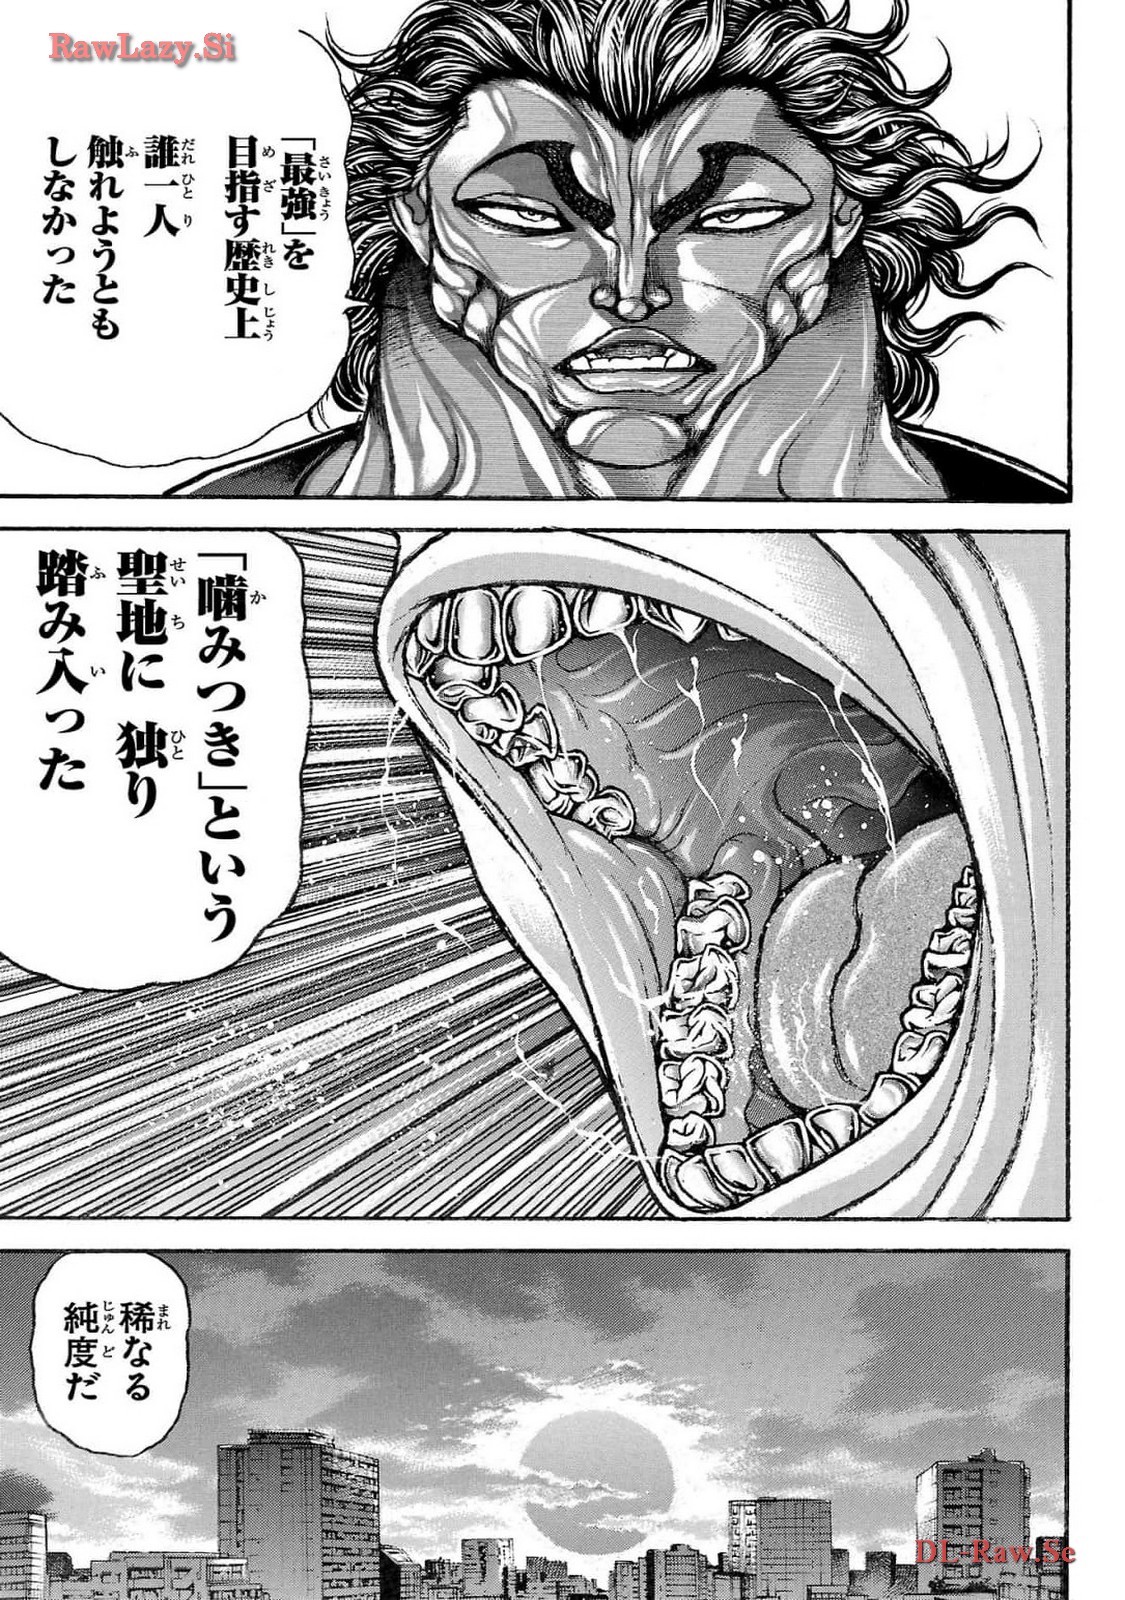 RawLazy.Si
「最強」を
目指す歴史上
誰一人
触れようとも
しなかった
「噛みつき」という
聖地に 独り
踏み入った
稀なる
純度だ
DL-Raw.Se